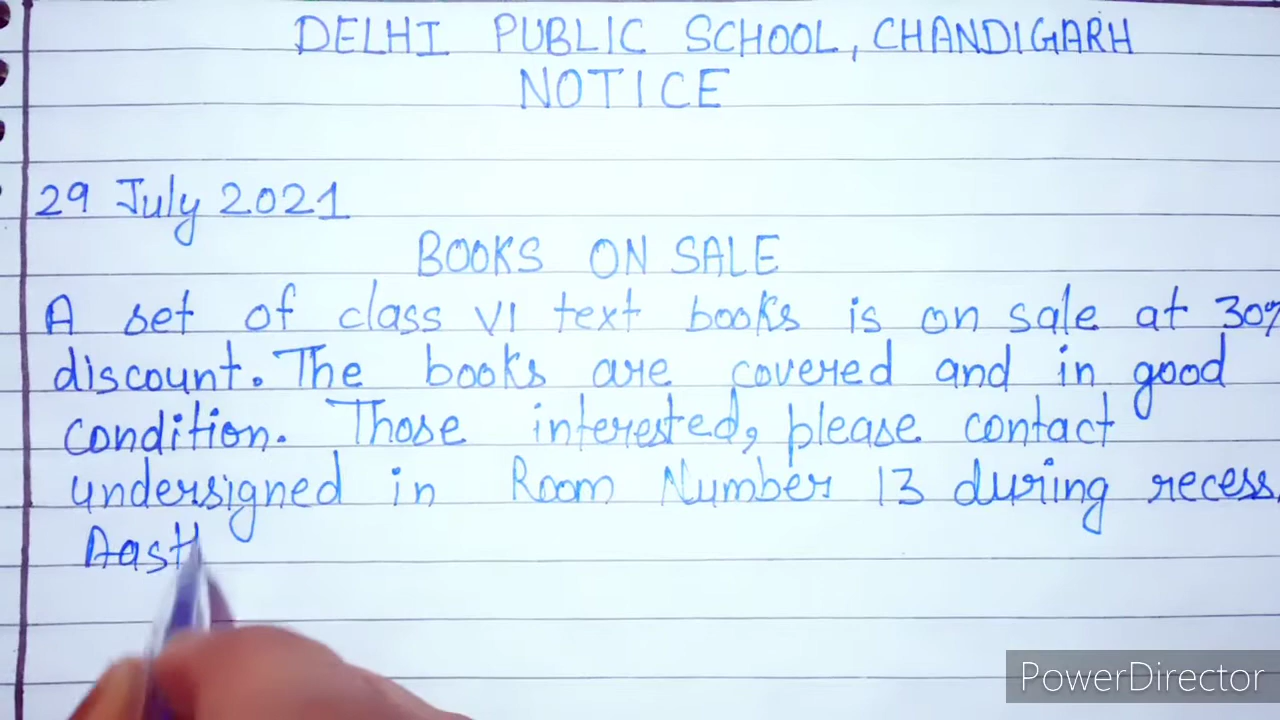 DELHI PUBLIC SCHOOL, CHANDIGARH
NOTICE
29 July 2021
BOOKS ON SALE
A set of class VI text books is on sale at 30%
discount. The books are covered and in good
condition. Those interested, please contact
undersigned in Room Number 13 during recess.
Aast
PowerDirector